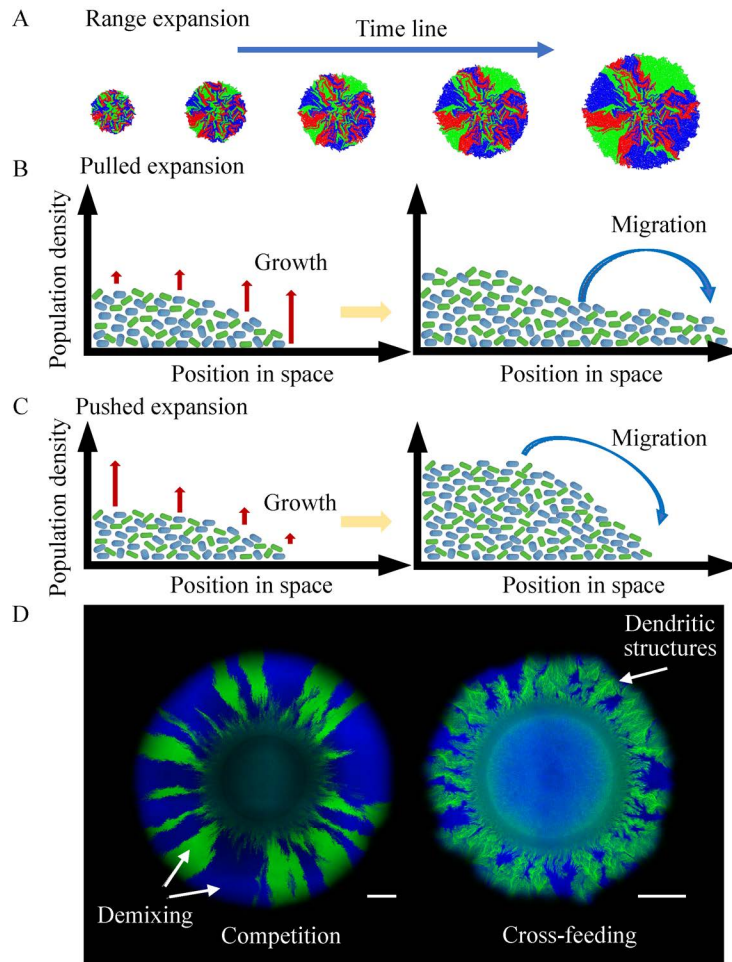 A
Range expansion
Time line
B
Pulled expansion
Population density
Growth
Position in space
Migration
Position in space
C
Pushed expansion
Population density
Growth
Position in space
Migration
Position in space
D
Dendritic
structures
Demixing
Competition
Cross-feeding